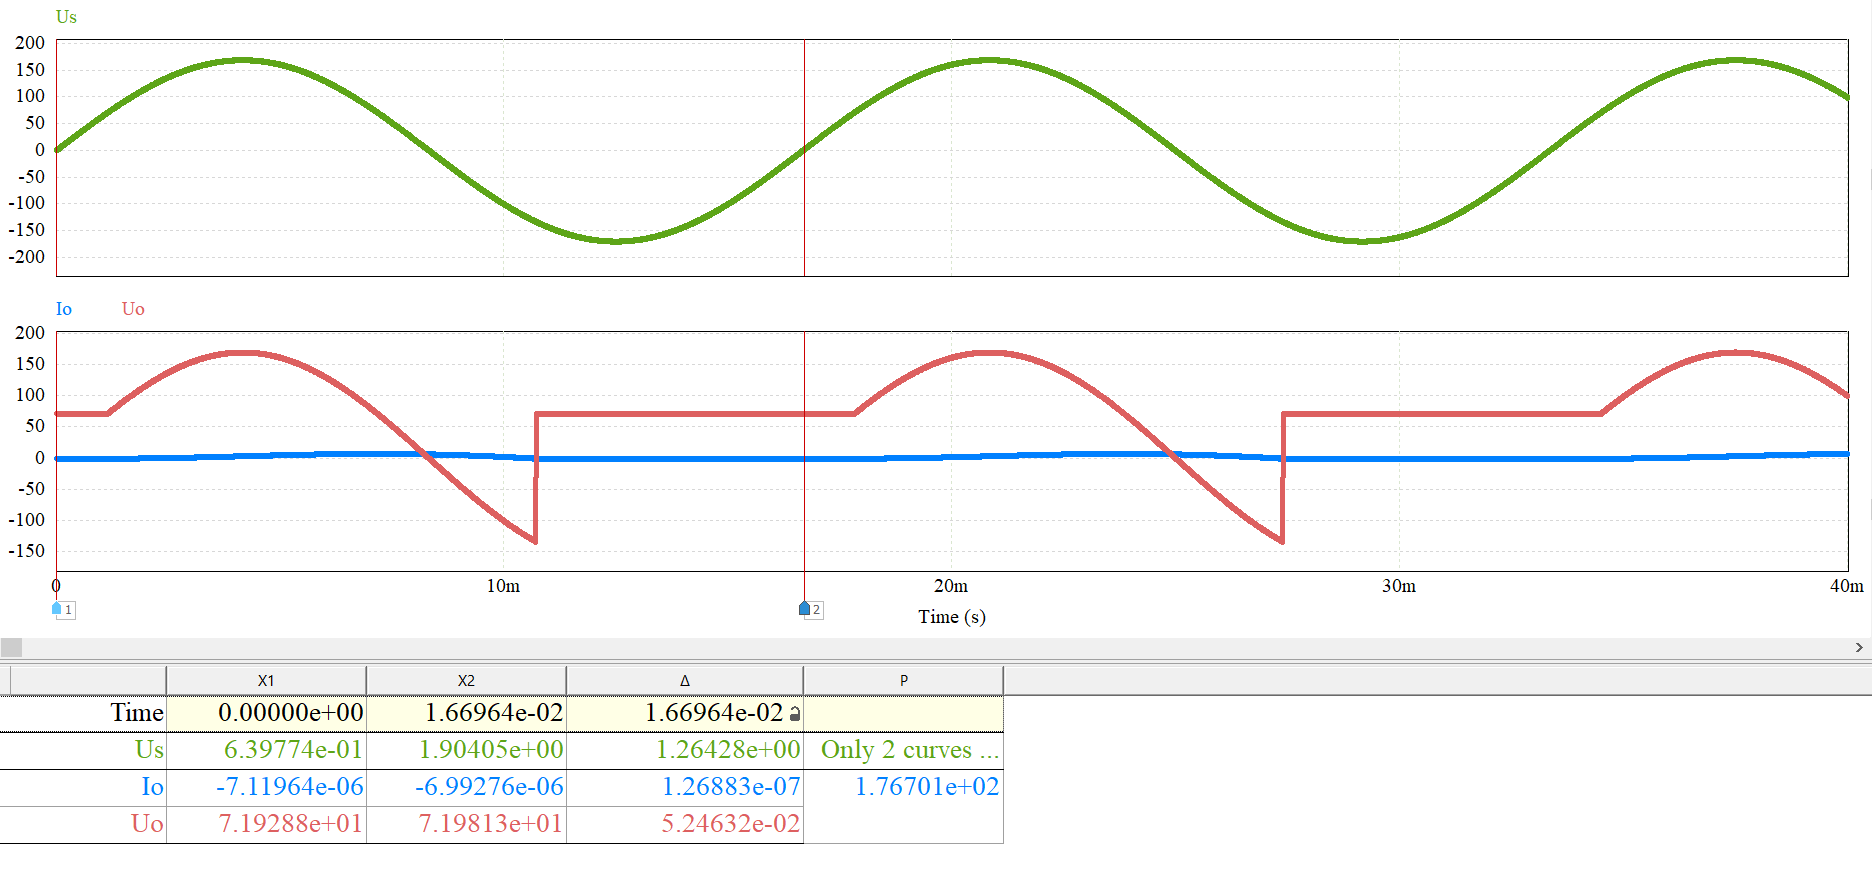 Us
200
150
100
50
0
-50
-100
-150
-200
Io Uo
200
150
100
50
0
-50
-100
-150
0 10m 20m 30m 40m
1 2
Time (s)
X1 X2 Δ P
Time 0.00000e+00 1.66964e-02 1.66964e-02
Us 6.39774e-01 1.90405e+00 1.26428e+00 Only 2 curves ...
Io -7.11964e-06 -6.99276e-06 1.26883e-07 1.76701e+02
Uo 7.19288e+01 7.19813e+01 5.24632e-02